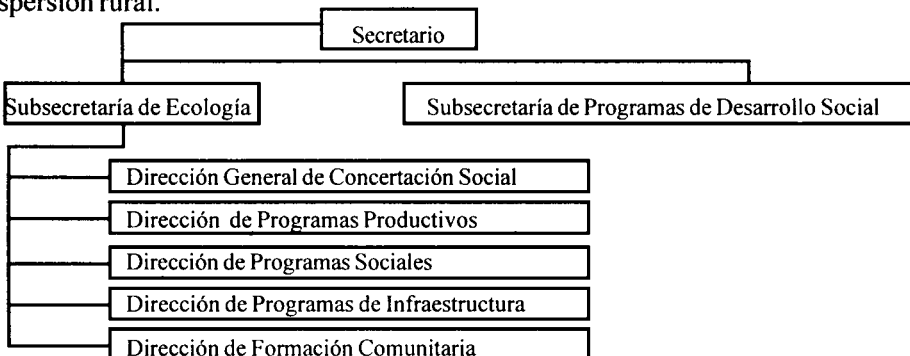 spersión rural.
Secretario
Subsecretaría de Ecología
Subsecretaría de Programas de Desarrollo Social
Dirección General de Concertación Social
Dirección de Programas Productivos
Dirección de Programas Sociales
Dirección de Programas de Infraestructura
Dirección de Formación Comunitaria